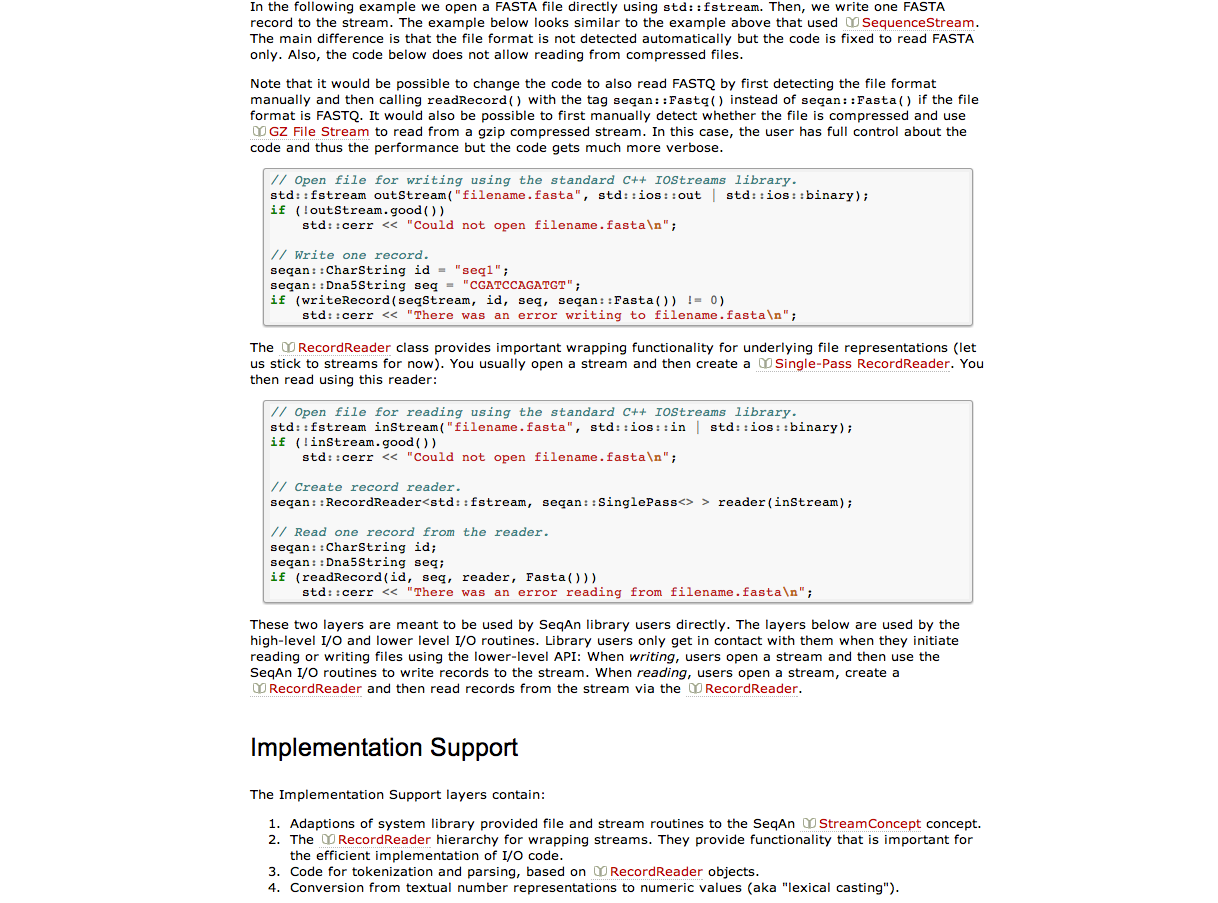 In the following example we open a FASTA file directly using std::fstream. Then, we write one FASTA
record to the stream. The example below looks similar to the example above that used SequenceStream.
The main difference is that the file format is not detected automatically but the code is fixed to read FASTA
only. Also, the code below does not allow reading from compressed files.
Note that it would be possible to change the code to also read FASTQ by first detecting the file format
manually and then calling readRecord() with the tag seqan::Fastq() instead of seqan::Fasta() if the file
format is FASTQ. It would also be possible to first manually detect whether the file is compressed and use
GZ File Stream to read from a gzip compressed stream. In this case, the user has full control about the
code and thus the performance but the code gets much more verbose.
// Open file for writing using the standard C++ IOStreams library.
std::fstream outStream("filename.fasta", std::ios::out | std::ios::binary);
if (!outStream.good())
    std::cerr << "Could not open filename.fasta\n";
// Write one record.
seqan::CharString id = "seq1";
seqan::Dna5String seq = "CGATCCAGATGT";
if (writeRecord(seqStream, id, seq, seqan::Fasta()) != 0)
    std::cerr << "There was an error writing to filename.fasta\n";
The RecordReader class provides important wrapping functionality for underlying file representations (let
us stick to streams for now). You usually open a stream and then create a Single-Pass RecordReader. You
then read using this reader:
// Open file for reading using the standard C++ IOStreams library.
std::fstream inStream("filename.fasta", std::ios::in | std::ios::binary);
if (!inStream.good())
    std::cerr << "Could not open filename.fasta\n";
// Create record reader.
seqan::RecordReader<std::fstream, seqan::SinglePass<> > reader(inStream);
// Read one record from the reader.
seqan::CharString id;
seqan::Dna5String seq;
if (readRecord(id, seq, reader, Fasta()))
    std::cerr << "There was an error reading from filename.fasta\n";
These two layers are meant to be used by SeqAn library users directly. The layers below are used by the
high-level I/O and lower level I/O routines. Library users only get in contact with them when they initiate
reading or writing files using the lower-level API: When writing, users open a stream and then use the
SeqAn I/O routines to write records to the stream. When reading, users open a stream, create a
RecordReader and then read records from the stream via the RecordReader.
Implementation Support
The Implementation Support layers contain:
1. Adaptions of system library provided file and stream routines to the SeqAn StreamConcept concept.
2. The RecordReader hierarchy for wrapping streams. They provide functionality that is important for
the efficient implementation of I/O code.
3. Code for tokenization and parsing, based on RecordReader objects.
4. Conversion from textual number representations to numeric values (aka "lexical casting").